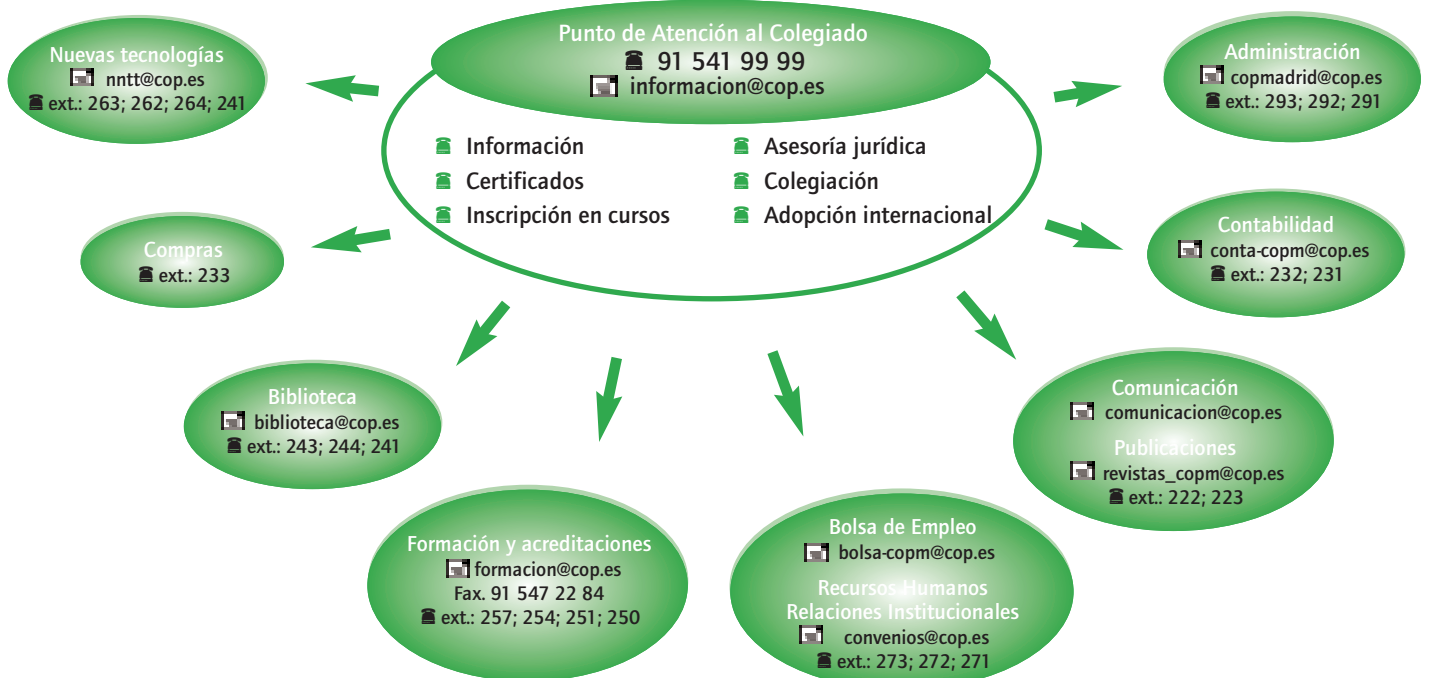 Punto de Atención al Colegiado
91 541 99 99
informacion@cop.es
Información
Certificados
Inscripción en cursos
Asesoría jurídica
Colegiación
Adopción internacional
Nuevas tecnologías
nntt@cop.es
ext.: 263; 262; 264; 241
Administración
copmadrid@cop.es
ext.: 293; 292; 291
Compras
ext.: 233
Contabilidad
conta-copm@cop.es
ext.: 232; 231
Biblioteca
biblioteca@cop.es
ext.: 243; 244; 241
Comunicación
comunicacion@cop.es
Publicaciones
revistas_copm@cop.es
ext.: 222; 223
Formación y acreditaciones
formacion@cop.es
Fax. 91 547 22 84
ext.: 257; 254; 251; 250
Bolsa de Empleo
bolsa-copm@cop.es
Recursos Humanos
Relaciones Institucionales
convenios@cop.es
ext.: 273; 272; 271